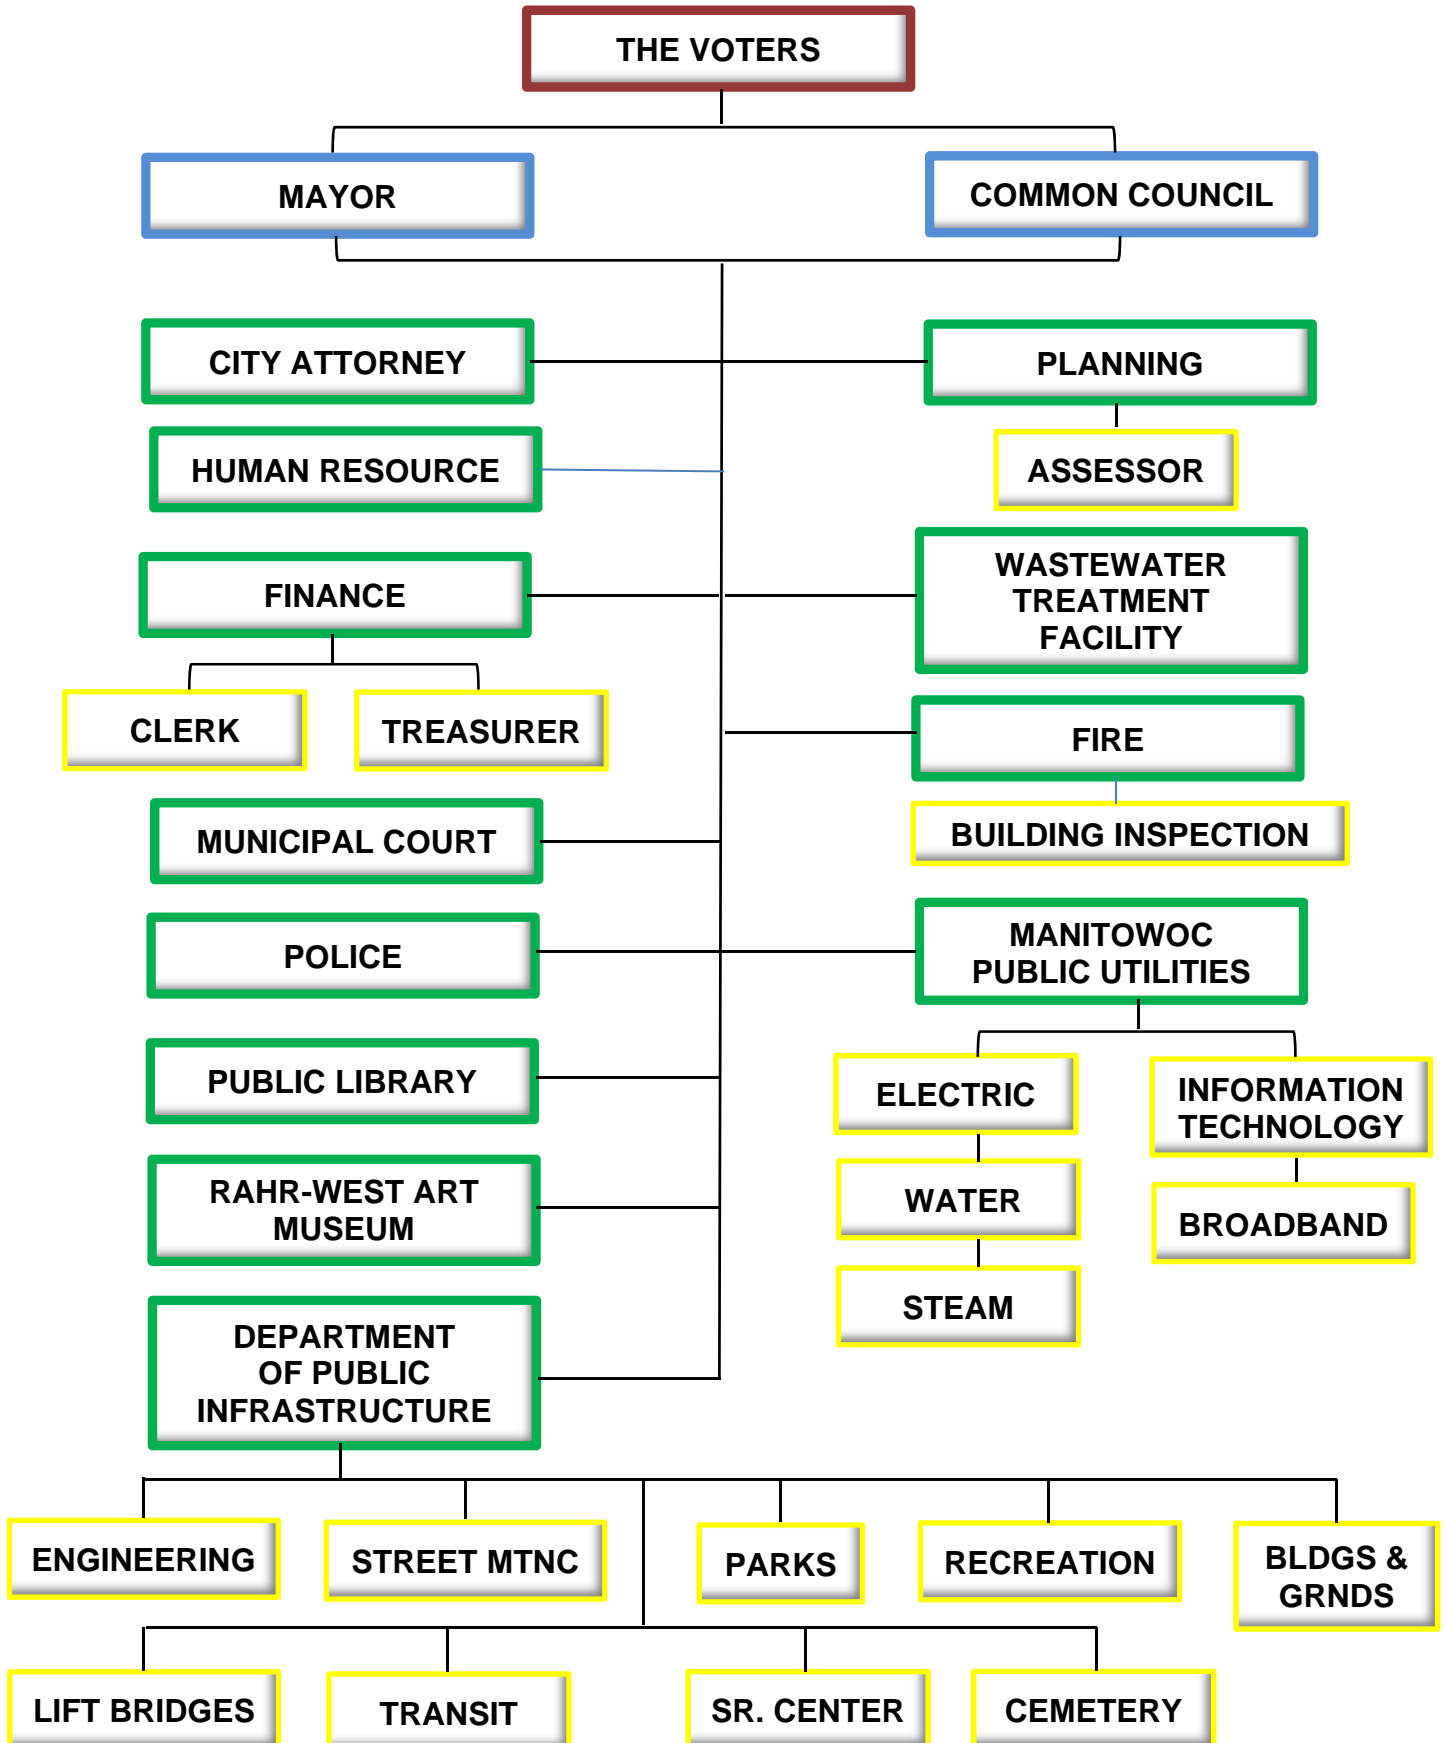 THE VOTERS
MAYOR
COMMON COUNCIL
CITY ATTORNEY
PLANNING
HUMAN RESOURCE
ASSESSOR
FINANCE
WASTEWATER
TREATMENT
FACILITY
CLERK
TREASURER
FIRE
MUNICIPAL COURT
BUILDING INSPECTION
POLICE
MANITOWOC
PUBLIC UTILITIES
PUBLIC LIBRARY
ELECTRIC
INFORMATION
TECHNOLOGY
RAHR-WEST ART
MUSEUM
WATER
BROADBAND
STEAM
DEPARTMENT
OF PUBLIC
INFRASTRUCTURE
ENGINEERING
STREET MTNC
PARKS
RECREATION
BLDGS &
GRNDS
LIFT BRIDGES
TRANSIT
SR. CENTER
CEMETERY